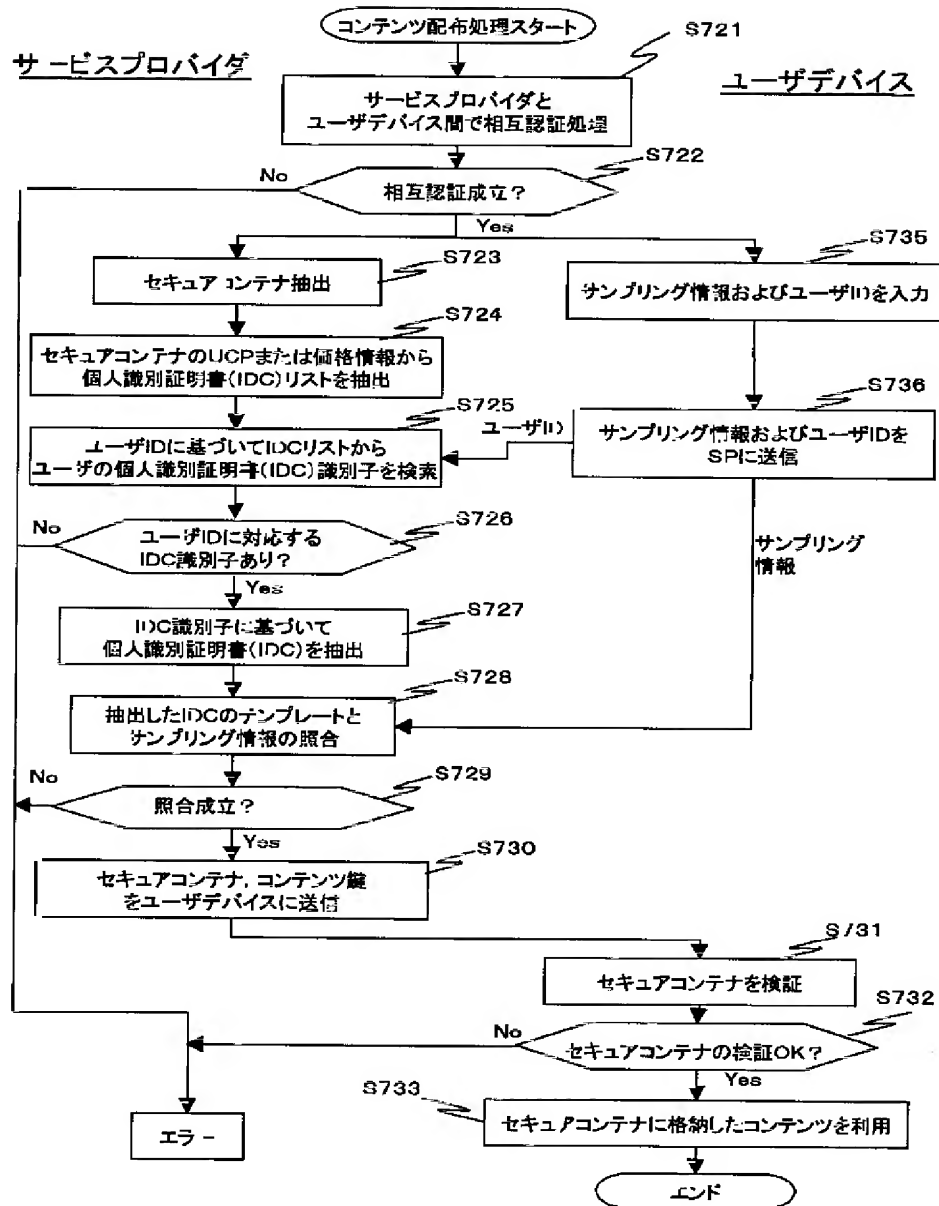 コンテンツ配布処理スタート
S721
サービスプロバイダ
ユーザデバイス
サービスプロバイダと
ユーザデバイス間で相互認証処理
S722
No
相互認証成立?
Yes
S735
S723
セキュアコンテナ抽出
サンプリング情報およびユーザIDを入力
S724
セキュアコンテナのUCPまたは価格情報から
個人識別証明書(IDC)リストを抽出
S736
S725
ユーザID
サンプリング情報およびユーザIDを
SPに送信
ユーザIDに基づいてIDCリストから
ユーザの個人識別証明書(IDC)識別子を検索
S726
No
ユーザIDに対応する
IDC識別子あり?
サンプリング
情報
Yes
S727
IDC識別子に基づいて
個人識別証明書(IDC)を抽出
S728
抽出したIDCのテンプレートと
サンプリング情報の照合
S729
No
照合成立?
Yes
S730
セキュアコンテナ,コンテンツ鍵
をユーザデバイスに送信
S731
セキュアコンテナを検証
S732
No
セキュアコンテナの検証OK?
Yes
S733
セキュアコンテナに格納したコンテンツを利用
エラー
エンド